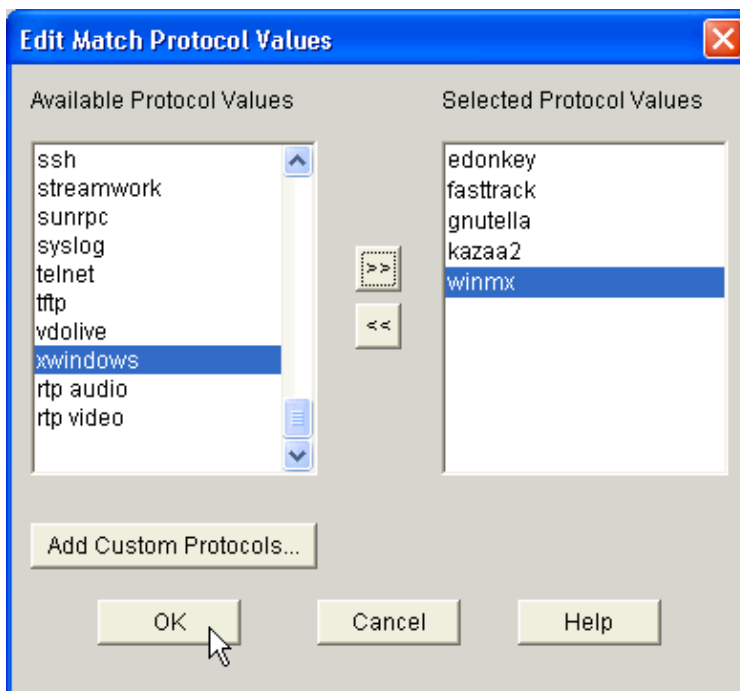 Edit Match Protocol Values
Available Protocol Values
ssh
streamwork
sunrpc
syslog
telnet
tftp
vdolive
xwindows
rtp audio
rtp video
>>
<<
Selected Protocol Values
edonkey
fasttrack
gnutella
kazaa2
winmx
Add Custom Protocols...
OK
Cancel
Help